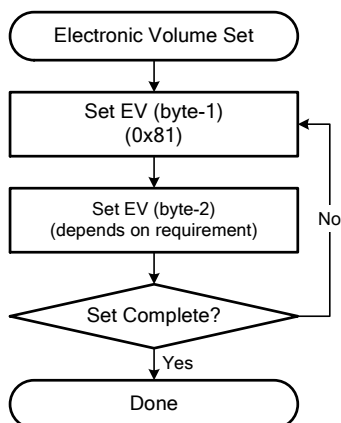 Electronic Volume Set
Set EV (byte-1)
(0x81)
Set EV (byte-2)
(depends on requirement)
No
Set Complete?
Yes
Done